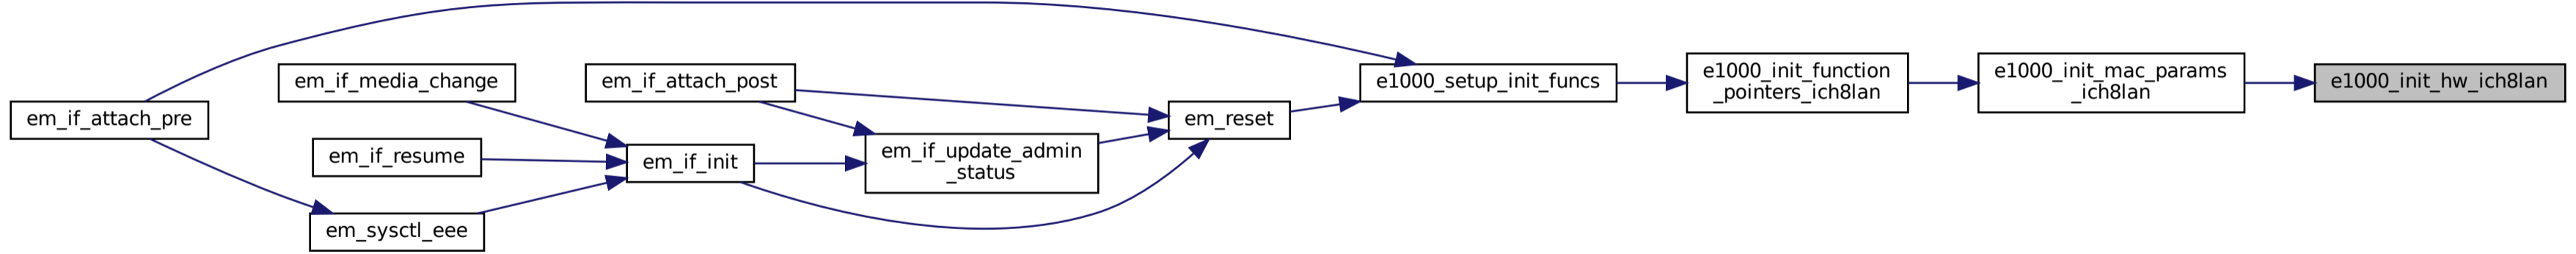 em_if_attach_pre
em_if_media_change
em_if_resume
em_sysctl_eee
em_if_attach_post
em_if_init
em_if_update_admin
_status
em_reset
e1000_setup_init_funcs
e1000_init_function
_pointers_ich8lan
e1000_init_mac_params
_ich8lan
e1000_init_hw_ich8lan